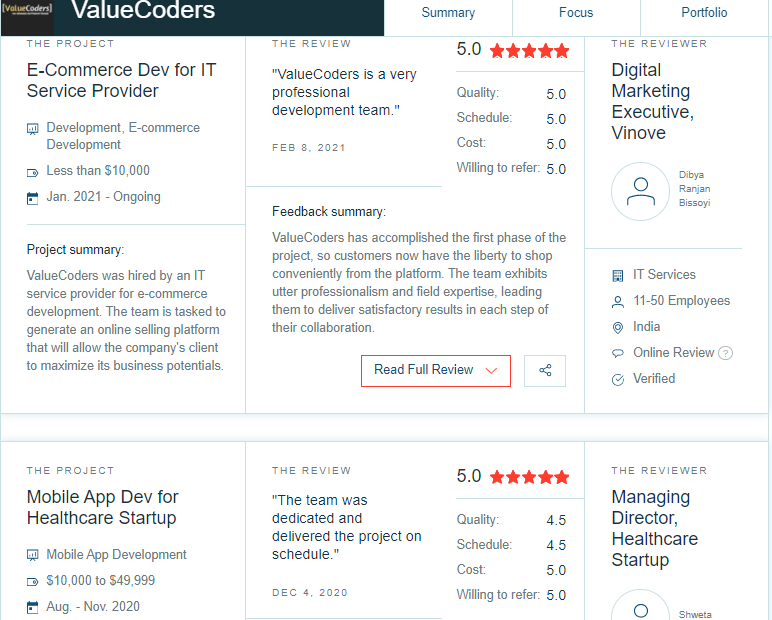 [ValueCoders]
ValueCoders
Summary
Focus
Portfolio
THE PROJECT
E-Commerce Dev for IT
Service Provider
Development, E-commerce
Development
Less than $10,000
Jan. 2021 - Ongoing
Project summary:
ValueCoders was hired by an IT
service provider for e-commerce
development. The team is tasked to
generate an online selling platform
that will allow the company's client
to maximize its business potentials.
THE REVIEW
"ValueCoders is a very
professional
development team."
FEB 8, 2021
5.0
Quality: 5.0
Schedule: 5.0
Cost: 5.0
Willing to refer: 5.0
Feedback summary:
ValueCoders has accomplished the first phase of the
project, so customers now have the liberty to shop
conveniently from the platform. The team exhibits
utter professionalism and field expertise, leading
them to deliver satisfactory results in each step of
their collaboration.
Read Full Review
THE REVIEWER
Digital
Marketing
Executive,
Vinove
Dibya
Ranjan
Bissoyi
IT Services
11-50 Employees
India
Online Review ?
Verified
THE PROJECT
Mobile App Dev for
Healthcare Startup
Mobile App Development
$10,000 to $49,999
Aug. - Nov. 2020
THE REVIEW
"The team was
dedicated and
delivered the project on
schedule."
DEC 4, 2020
5.0
Quality: 4.5
Schedule: 4.5
Cost: 5.0
Willing to refer: 5.0
THE REVIEWER
Managing
Director,
Healthcare
Startup
Shweta